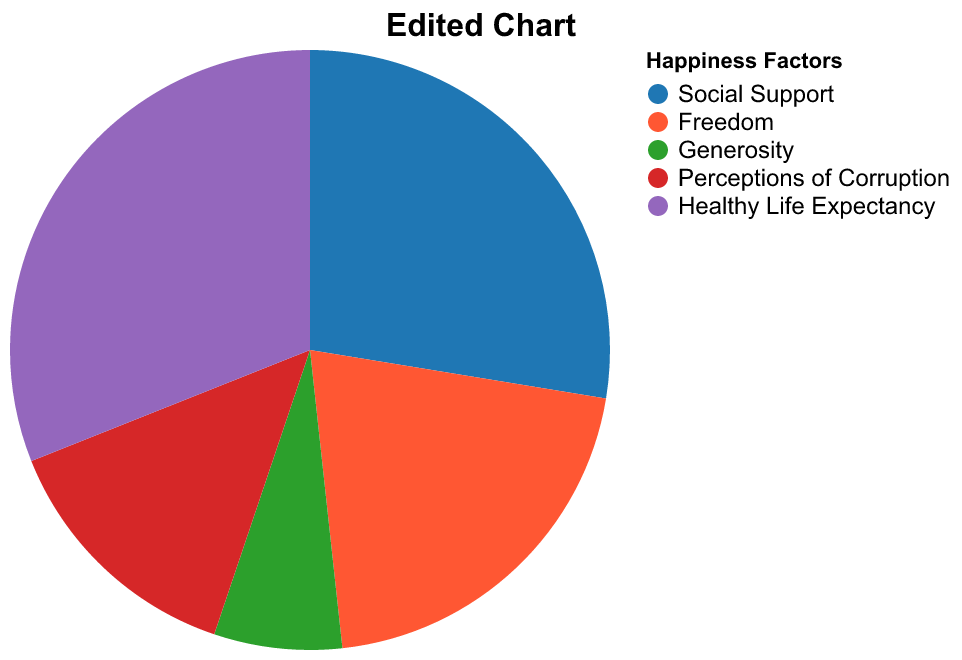 Edited Chart
Happiness Factors
Social Support
Freedom
Generosity
Perceptions of Corruption
Healthy Life Expectancy